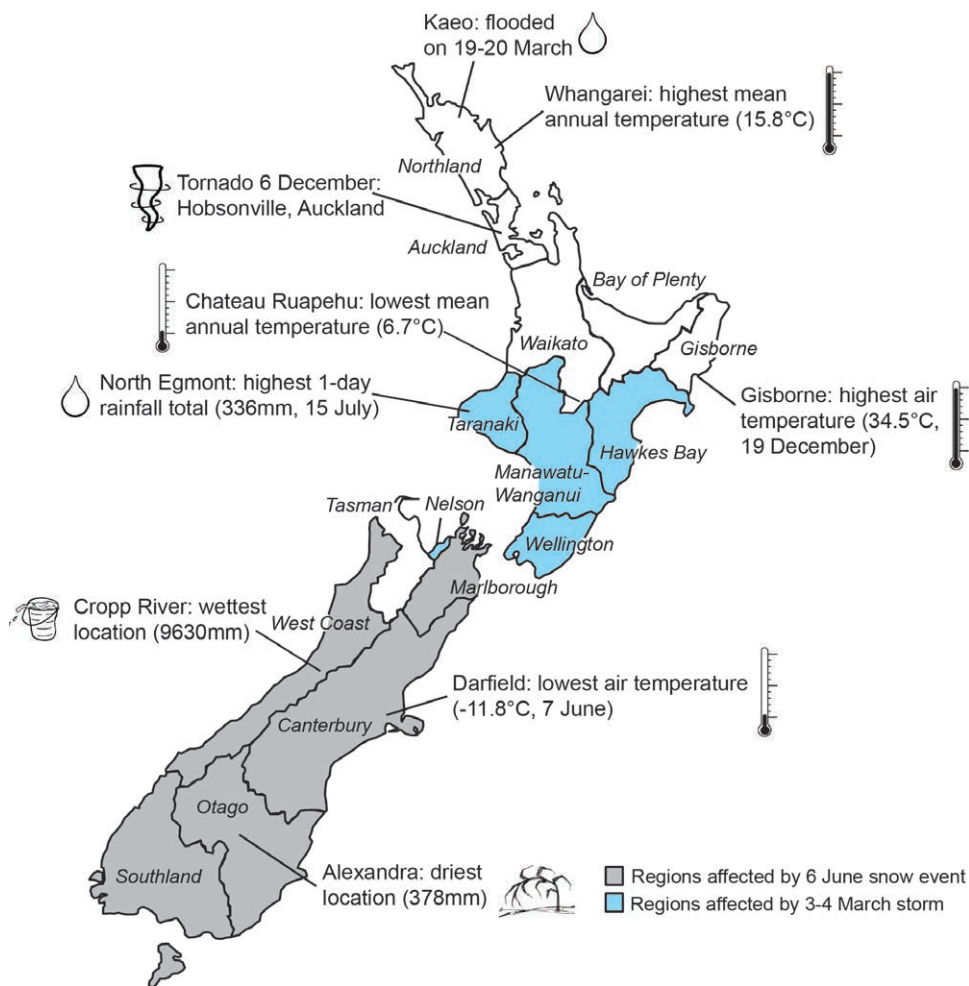 Kaeo: flooded
on 19-20 March
Whangarei: highest mean
annual temperature (15.8°C)
Northland
Tornado 6 December:
Hobsonville, Auckland
Auckland
Bay of Plenty
Chateau Ruapehu: lowest mean
annual temperature (6.7°C)
Waikato
Gisborne
North Egmont: highest 1-day
rainfall total (336mm, 15 July)
Gisborne: highest air
temperature (34.5°C,
19 December)
Taranaki
Hawkes Bay
Manawatu-
Wanganui
Tasman
Nelson
Wellington
Marlborough
Cropp River: wettest
location (9630mm)
West Coast
Darfield: lowest air temperature
(-11.8°C, 7 June)
Canterbury
Otago
Southland
Alexandra: driest
location (378mm)
Regions affected by 6 June snow event
Regions affected by 3-4 March storm